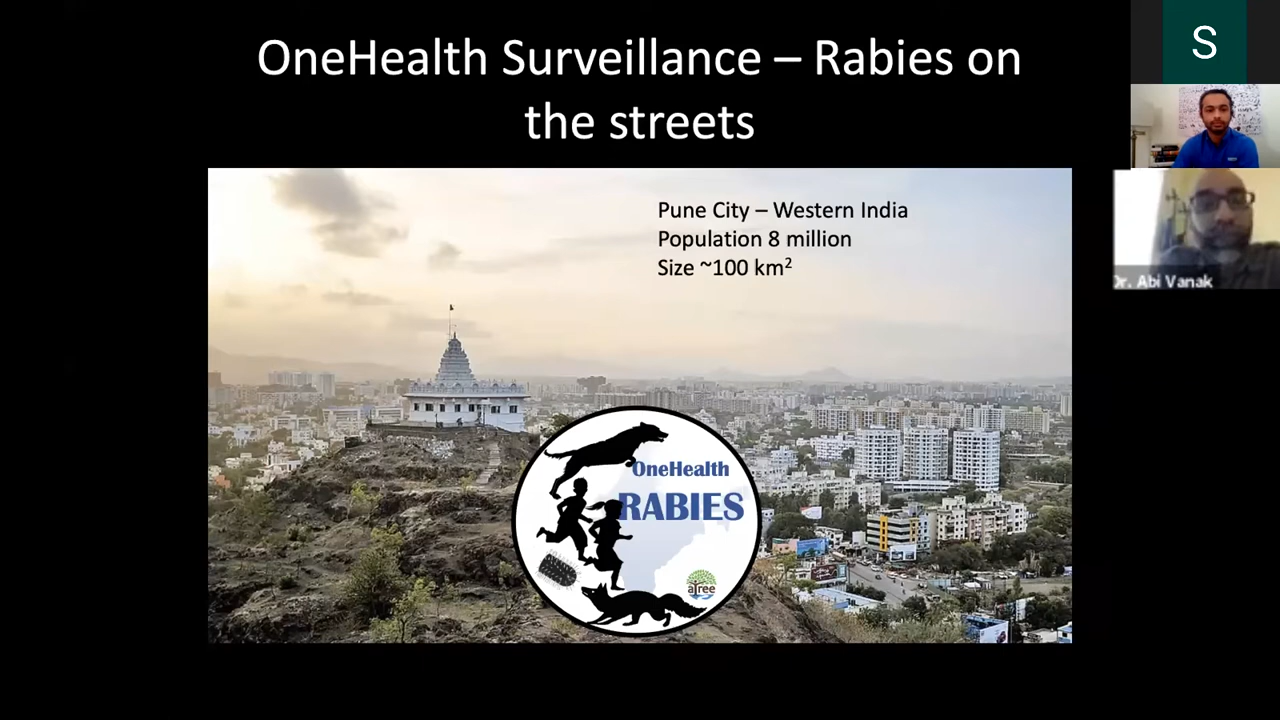 OneHealth Surveillance – Rabies on
the streets
S
Pune City – Western India
Population 8 million
Size ~100 km²
Dr. Abi Vanak
OneHealth
RABIES
aTree